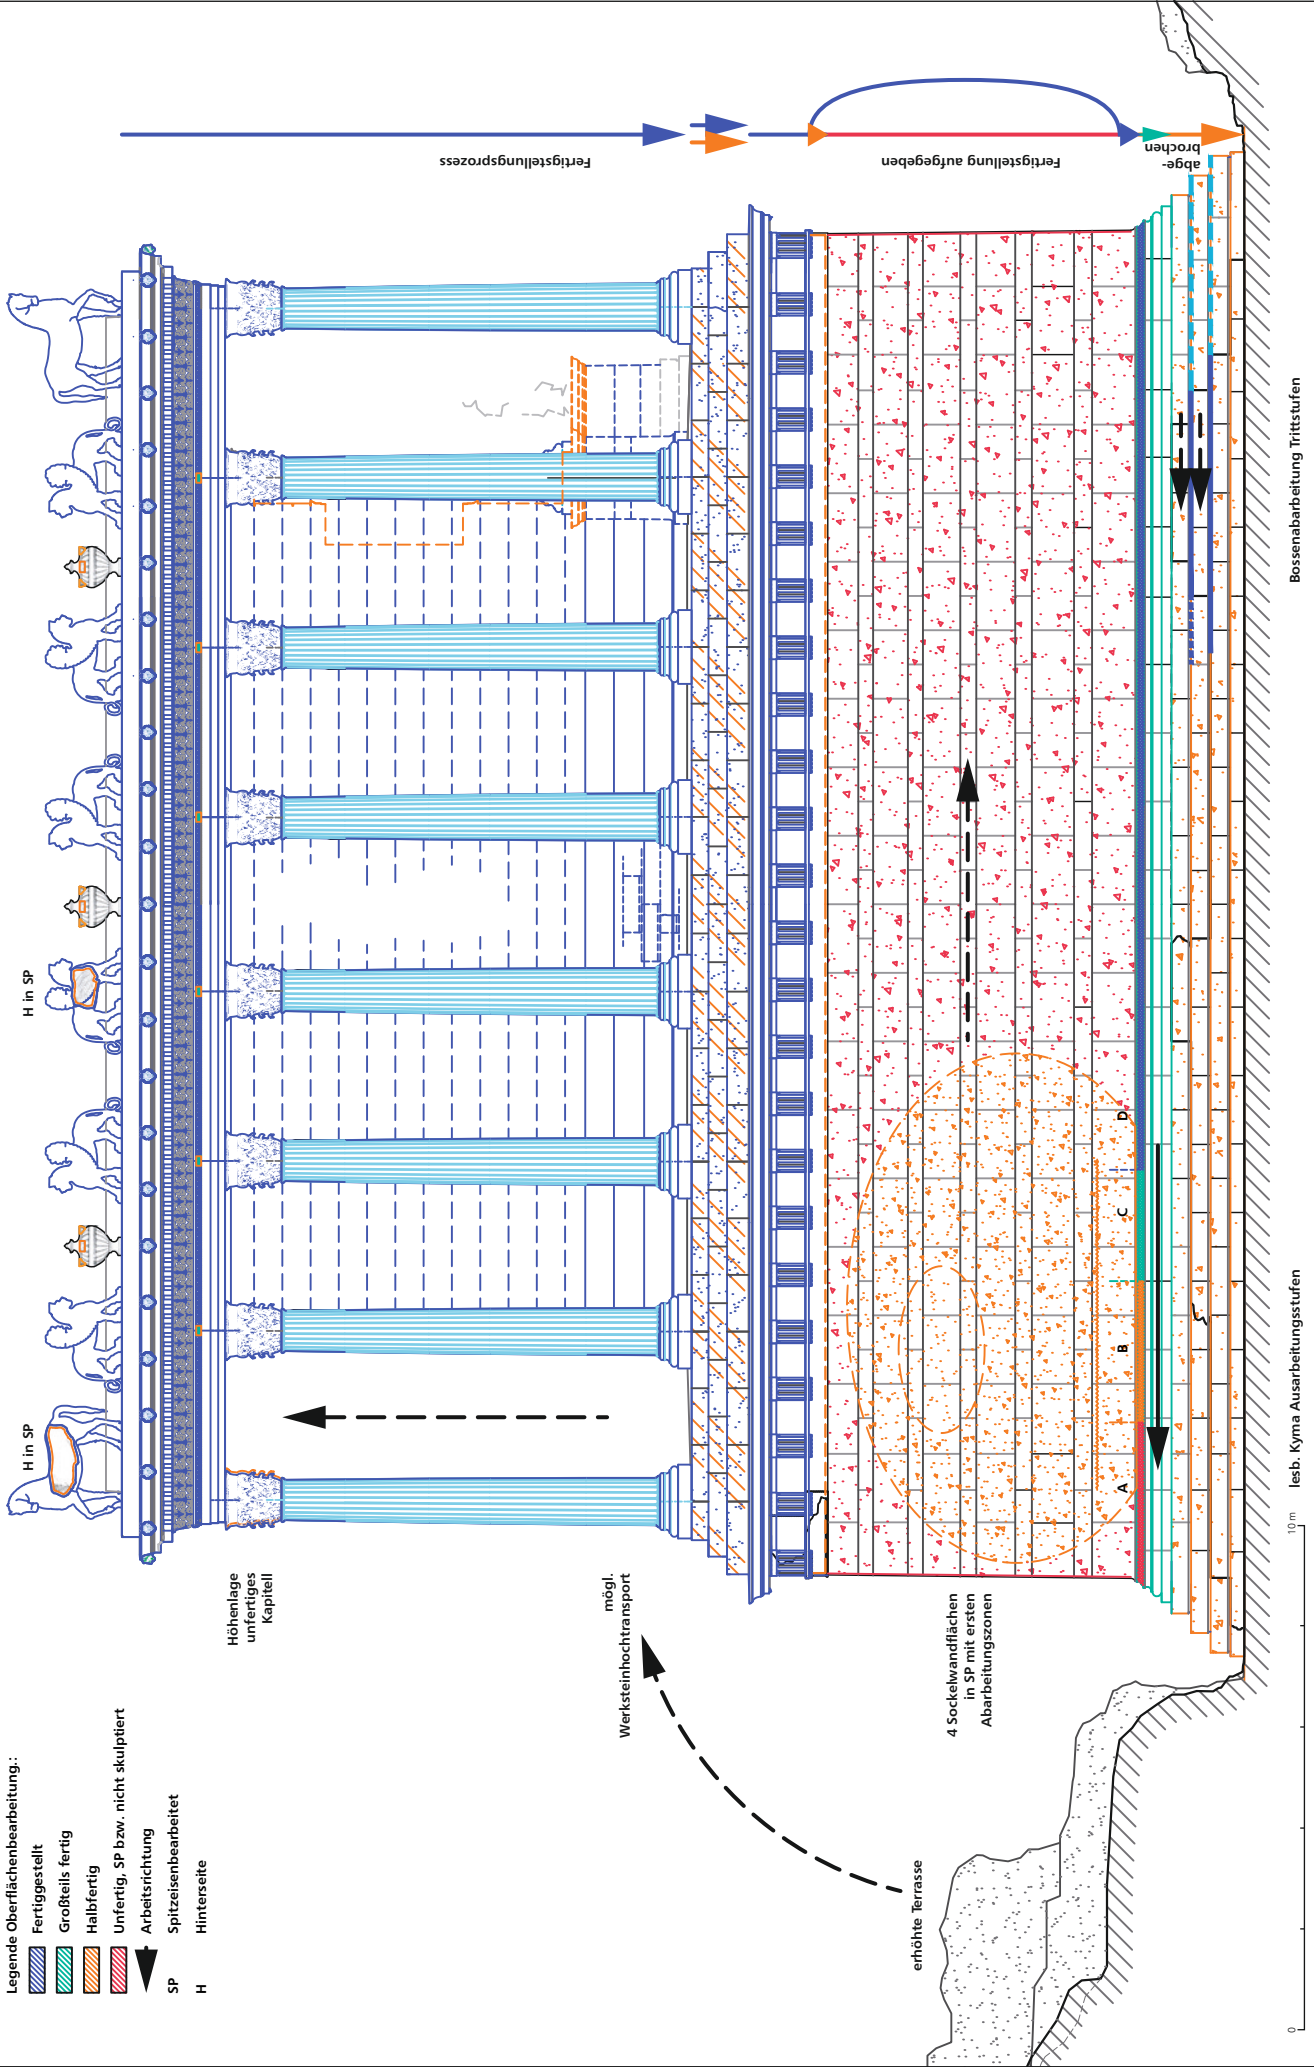 Legende Oberflächenbearbeitung.:
Fertiggestellt
Großteils fertig
Halbfertig
Unfertig, SP bzw. nicht skulptiert
Arbeitsrichtung
SP Spitzeisenbearbeitet
H Hinterseite
H in SP
H in SP
Höhenlage
unfertiges
Kapitell
mögl.
Werksteinhochtransport
4 Sockelwandflächen
in SP mit ersten
Abarbeitungszonen
erhöhte Terrasse
A
B
C
D
Fertigstellungsprozess
Fertigstellung aufgegeben
abge-
brochen
0
10 m
lesb. Kyma Ausarbeitungsstufen
Bossenabarbeitung Trittstufen